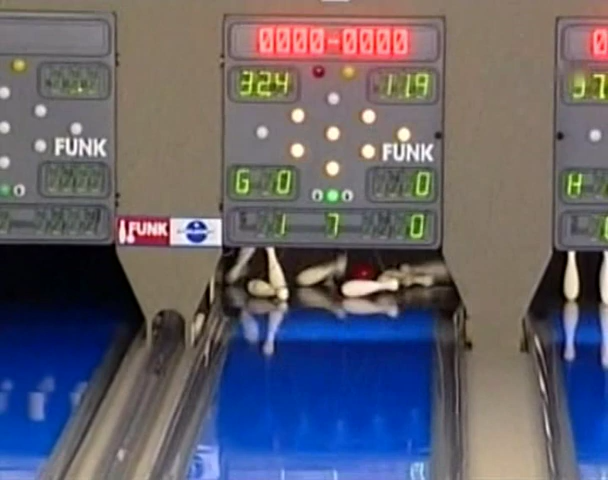 0000-0000
324 119
FUNK
FUNK
G 0 0
H
1 7 0
FUNK